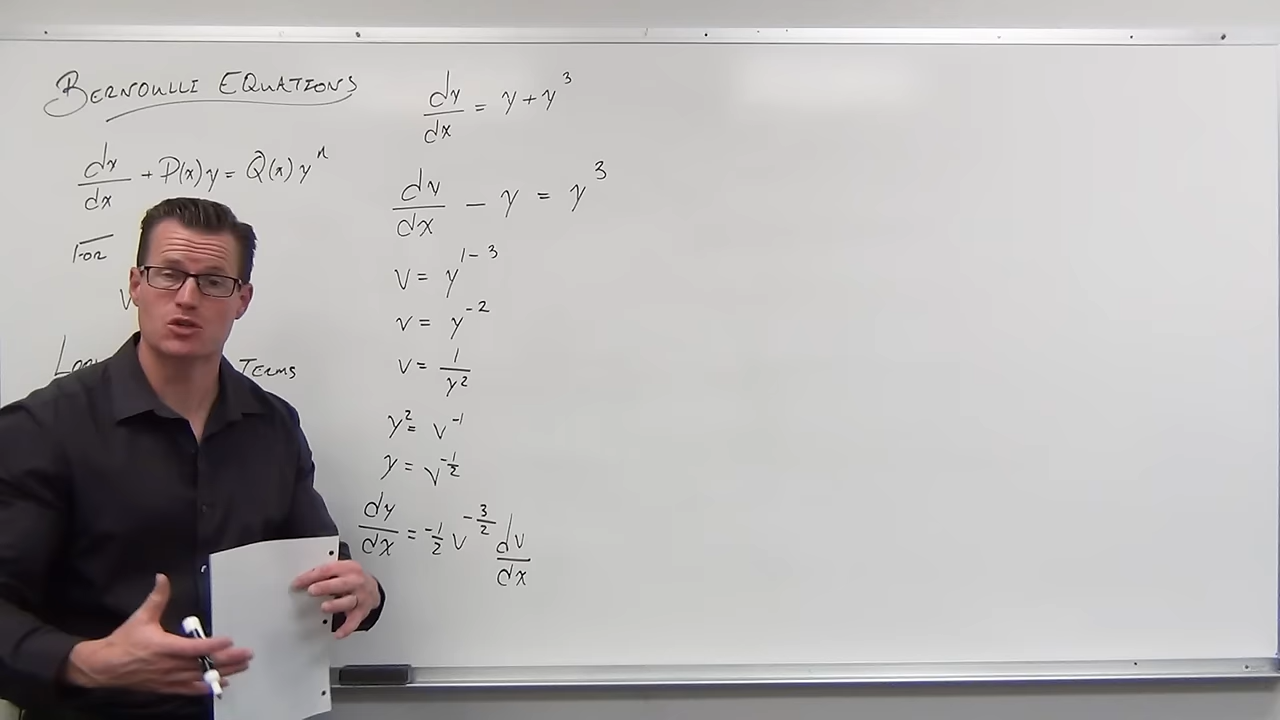 BERNOULLI EQUATIONS
dy/dx + P(x)y = Q(x)y^n
For
V
TERMS
dy/dx = y + y^3
dy/dx - y = y^3
v = y^{1-3}
v = y^{-2}
v = 1/y^2
y^2 = v^{-1}
y = v^{-1/2}
dy/dx = -1/2 v^{-3/2} dv/dx